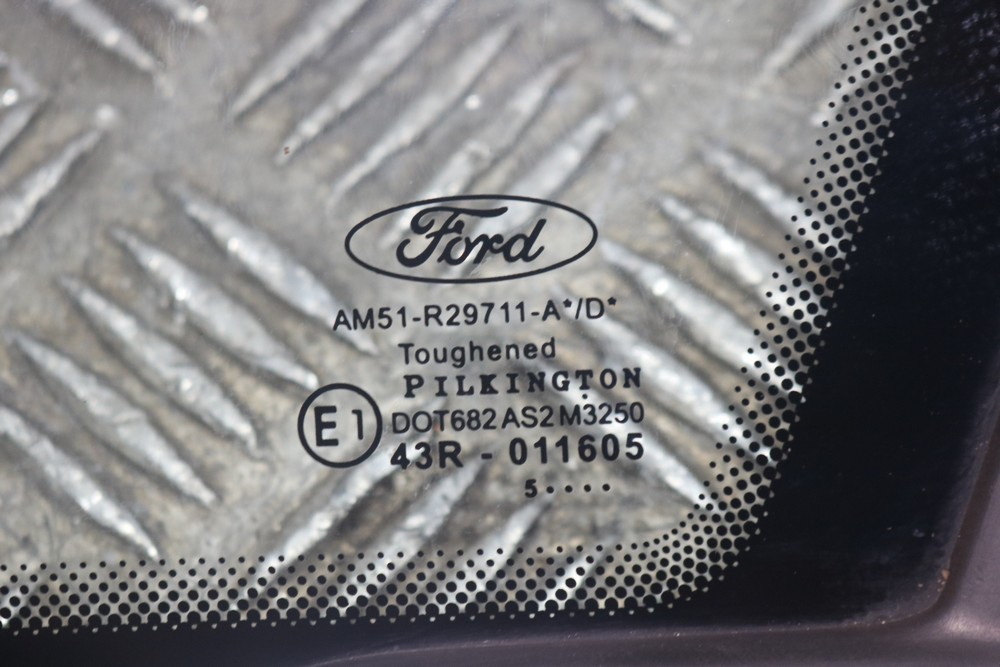 Ford
AM51-R29711-A*/D*
Toughened
PILKINGTON
E1
DOT682 AS2 M3250
43R - 011605
5····